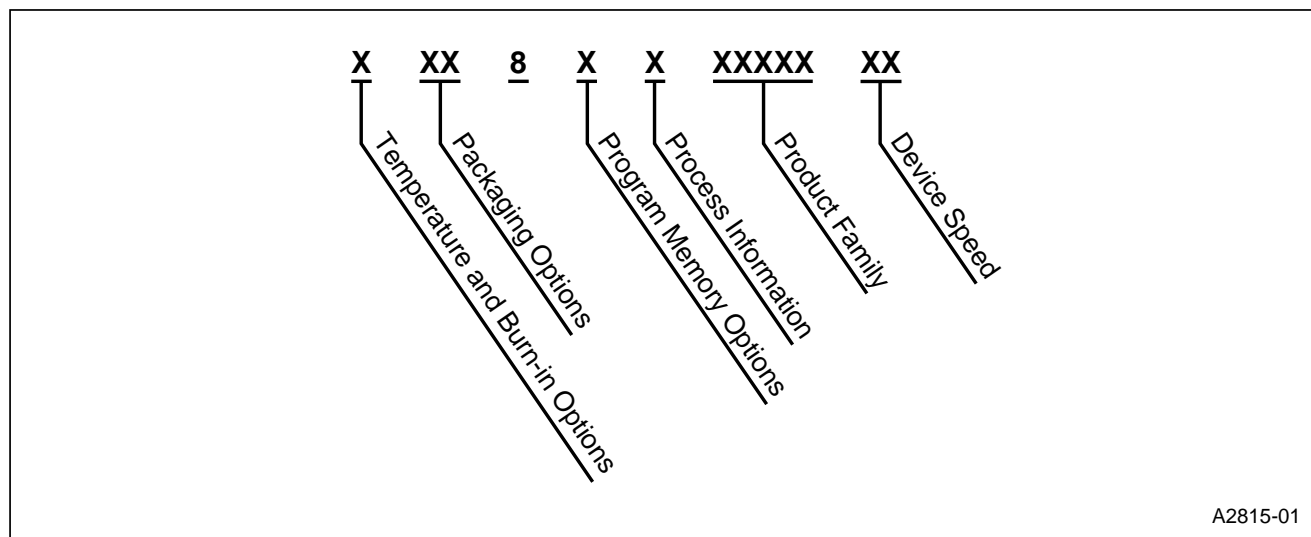 X XX 8 X X XXXXX XX
Temperature and Burn-in Options
Packaging Options
Program Memory Options
Process Information
Product Family
Device Speed
A2815-01